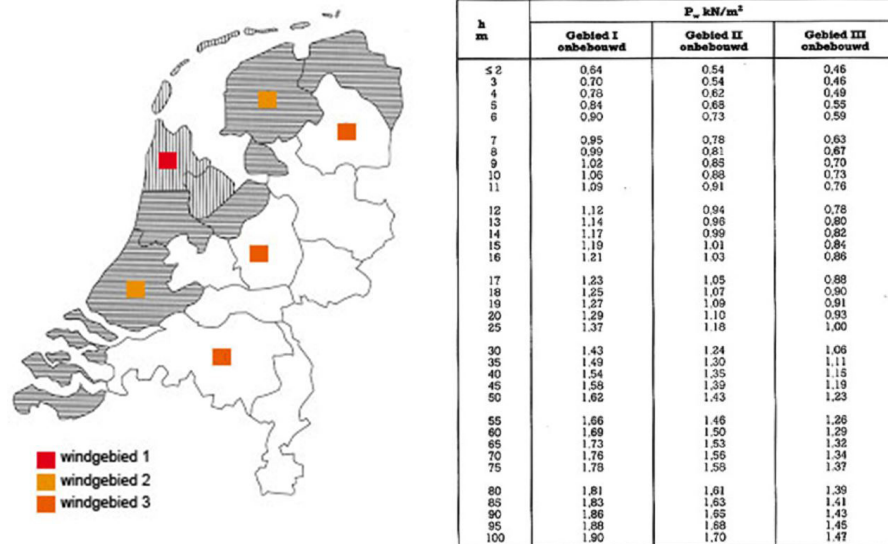 windgebied 1
windgebied 2
windgebied 3
h
m
Pw kN/m²
Gebied I
onbebouwd
Gebied II
onbebouwd
Gebied III
onbebouwd
≤ 2 0,64 0,54 0,46
3 0,70 0,54 0,46
4 0,78 0,62 0,49
5 0,84 0,68 0,55
6 0,90 0,73 0,59
7 0,95 0,78 0,63
8 0,99 0,81 0,67
9 1,02 0,85 0,70
10 1,06 0,88 0,73
11 1,09 0,91 0,76
12 1,12 0,94 0,78
13 1,14 0,96 0,80
14 1,17 0,99 0,82
15 1,19 1,01 0,84
16 1,21 1,03 0,86
17 1,23 1,05 0,88
18 1,25 1,07 0,90
19 1,27 1,09 0,91
20 1,29 1,10 0,93
25 1,37 1,18 1,00
30 1,43 1,24 1,06
35 1,49 1,30 1,11
40 1,54 1,35 1,15
45 1,58 1,39 1,19
50 1,62 1,43 1,23
55 1,66 1,46 1,26
60 1,69 1,50 1,29
65 1,73 1,53 1,32
70 1,76 1,56 1,34
75 1,78 1,58 1,37
80 1,81 1,61 1,39
85 1,83 1,63 1,41
90 1,86 1,65 1,43
95 1,88 1,68 1,45
100 1,90 1,70 1,47